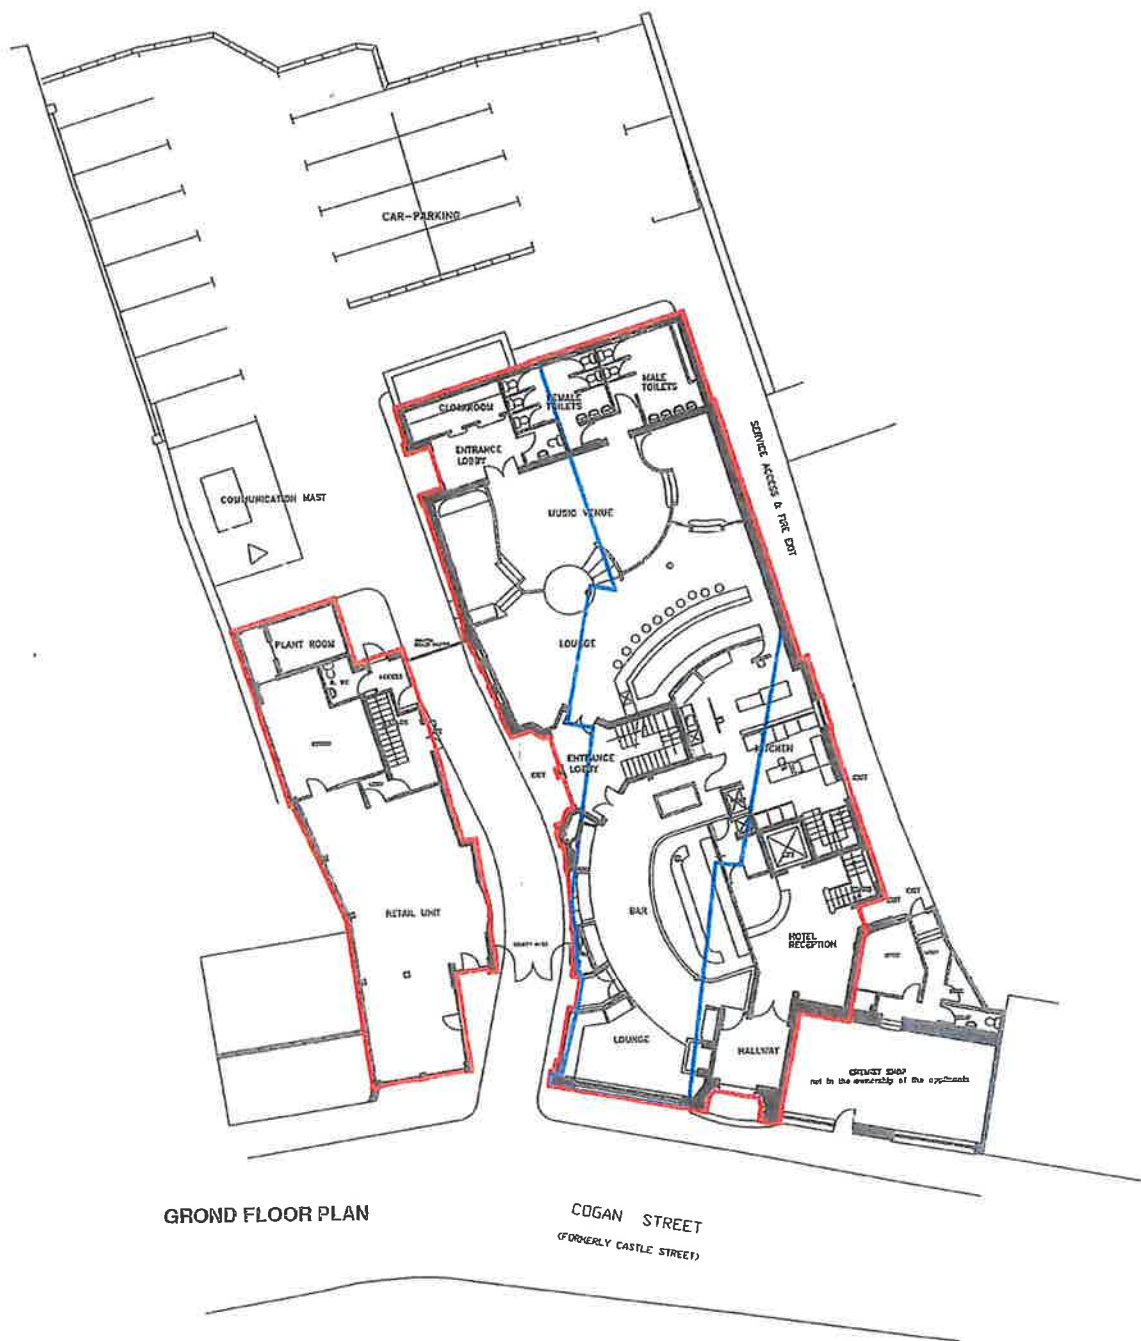 CAR-PARKING
MALE
TOILETS
FEMALE
TOILETS
CLOAKROOM
ENTRANCE
LOBBY
SERVICE ACCESS & FIRE EXIT
COMMUNICATION MAST
MUSIC VENUE
PLANT ROOM
ACCESS
LOUNGE
KITCHEN
ENTRANCE
LOBBY
EXIT
EXIT
BAR
RETAIL UNIT
EXIT
EXIT
HOTEL
RECEPTION
LOUNGE
HALLWAY
not in the ownership of the applicants
GROND FLOOR PLAN
COGAN STREET
(FORMERLY CASTLE STREET)